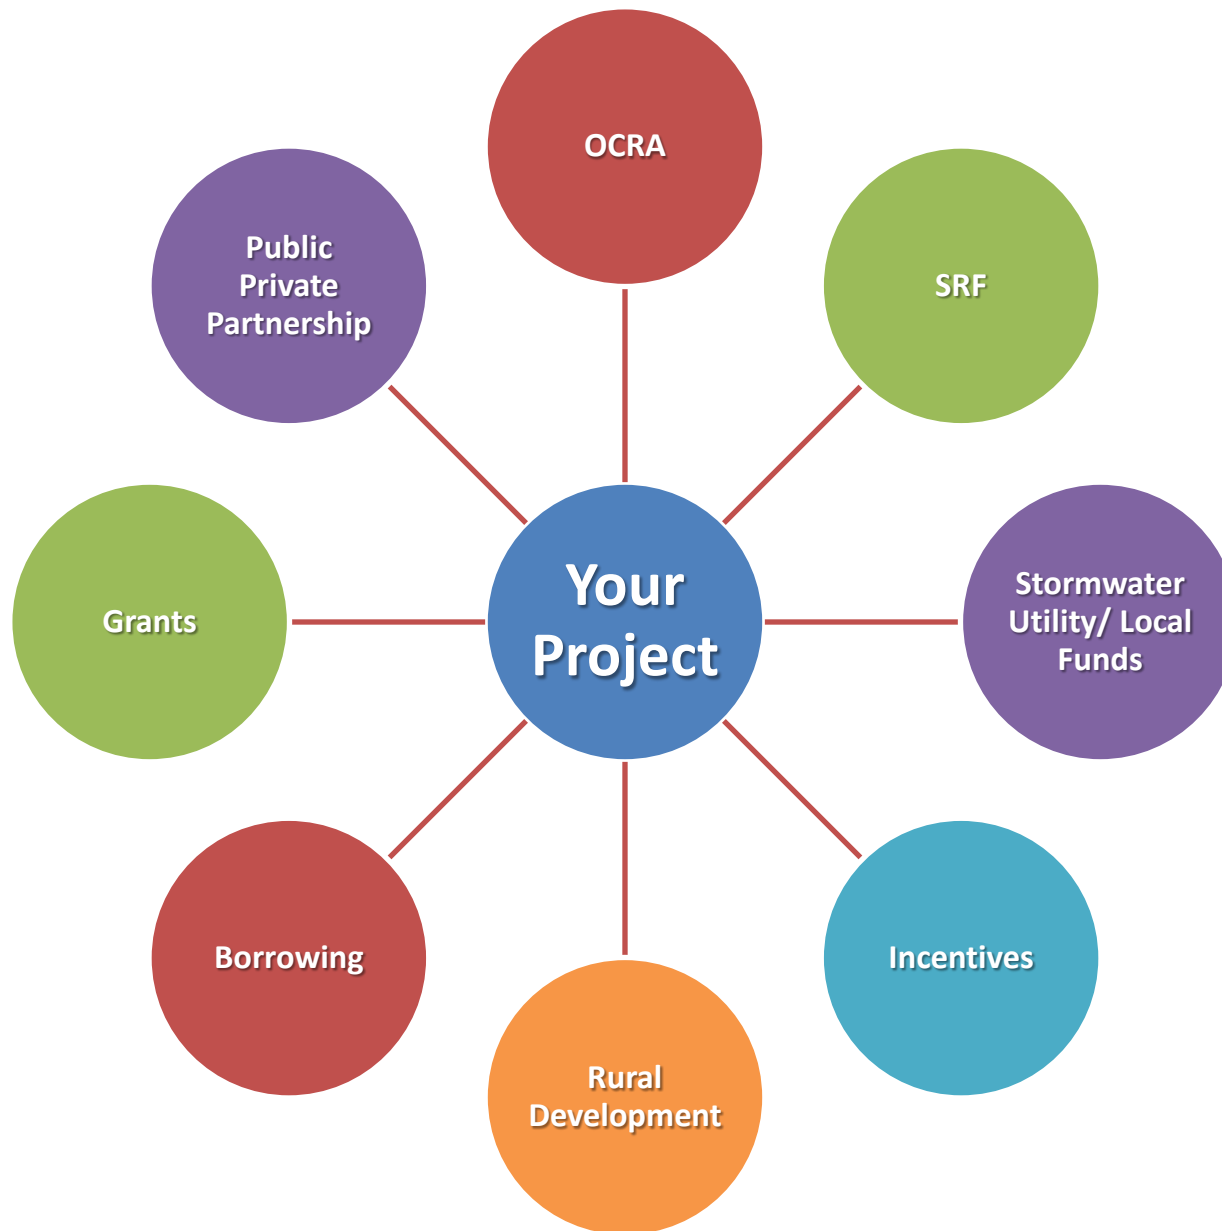 OCRA
Public
Private
Partnership
SRF
Your
Project
Grants
Stormwater
Utility/ Local
Funds
Borrowing
Incentives
Rural
Development